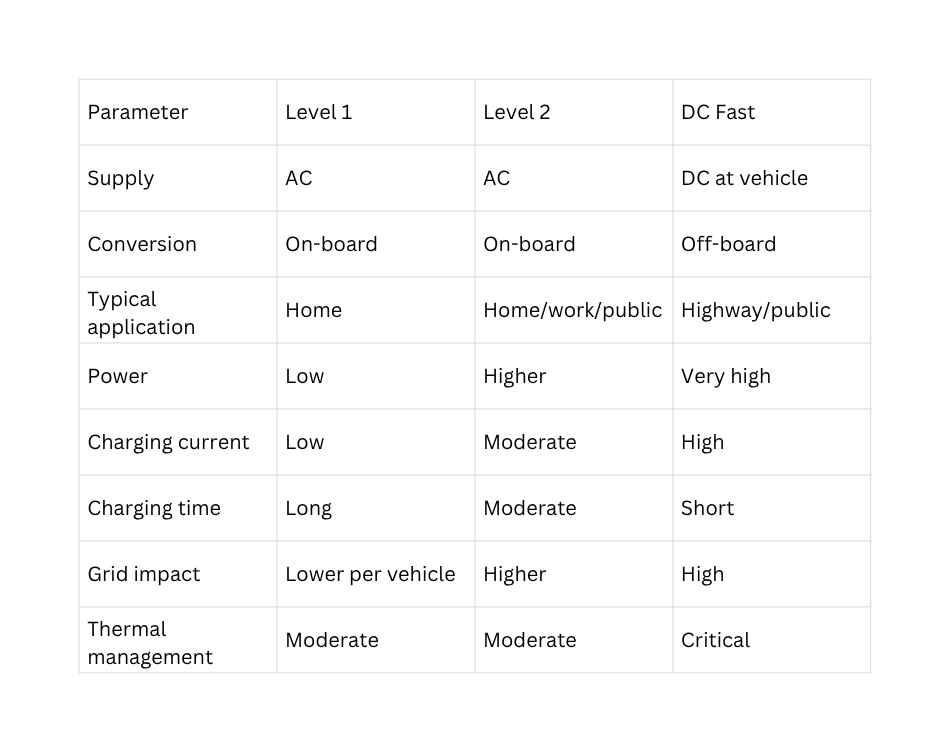 Parameter Level 1 Level 2 DC Fast
Supply AC AC DC at vehicle
Conversion On-board On-board Off-board
Typical
application Home Home/work/public Highway/public
Power Low Higher Very high
Charging current Low Moderate High
Charging time Long Moderate Short
Grid impact Lower per vehicle Higher High
Thermal
management Moderate Moderate Critical